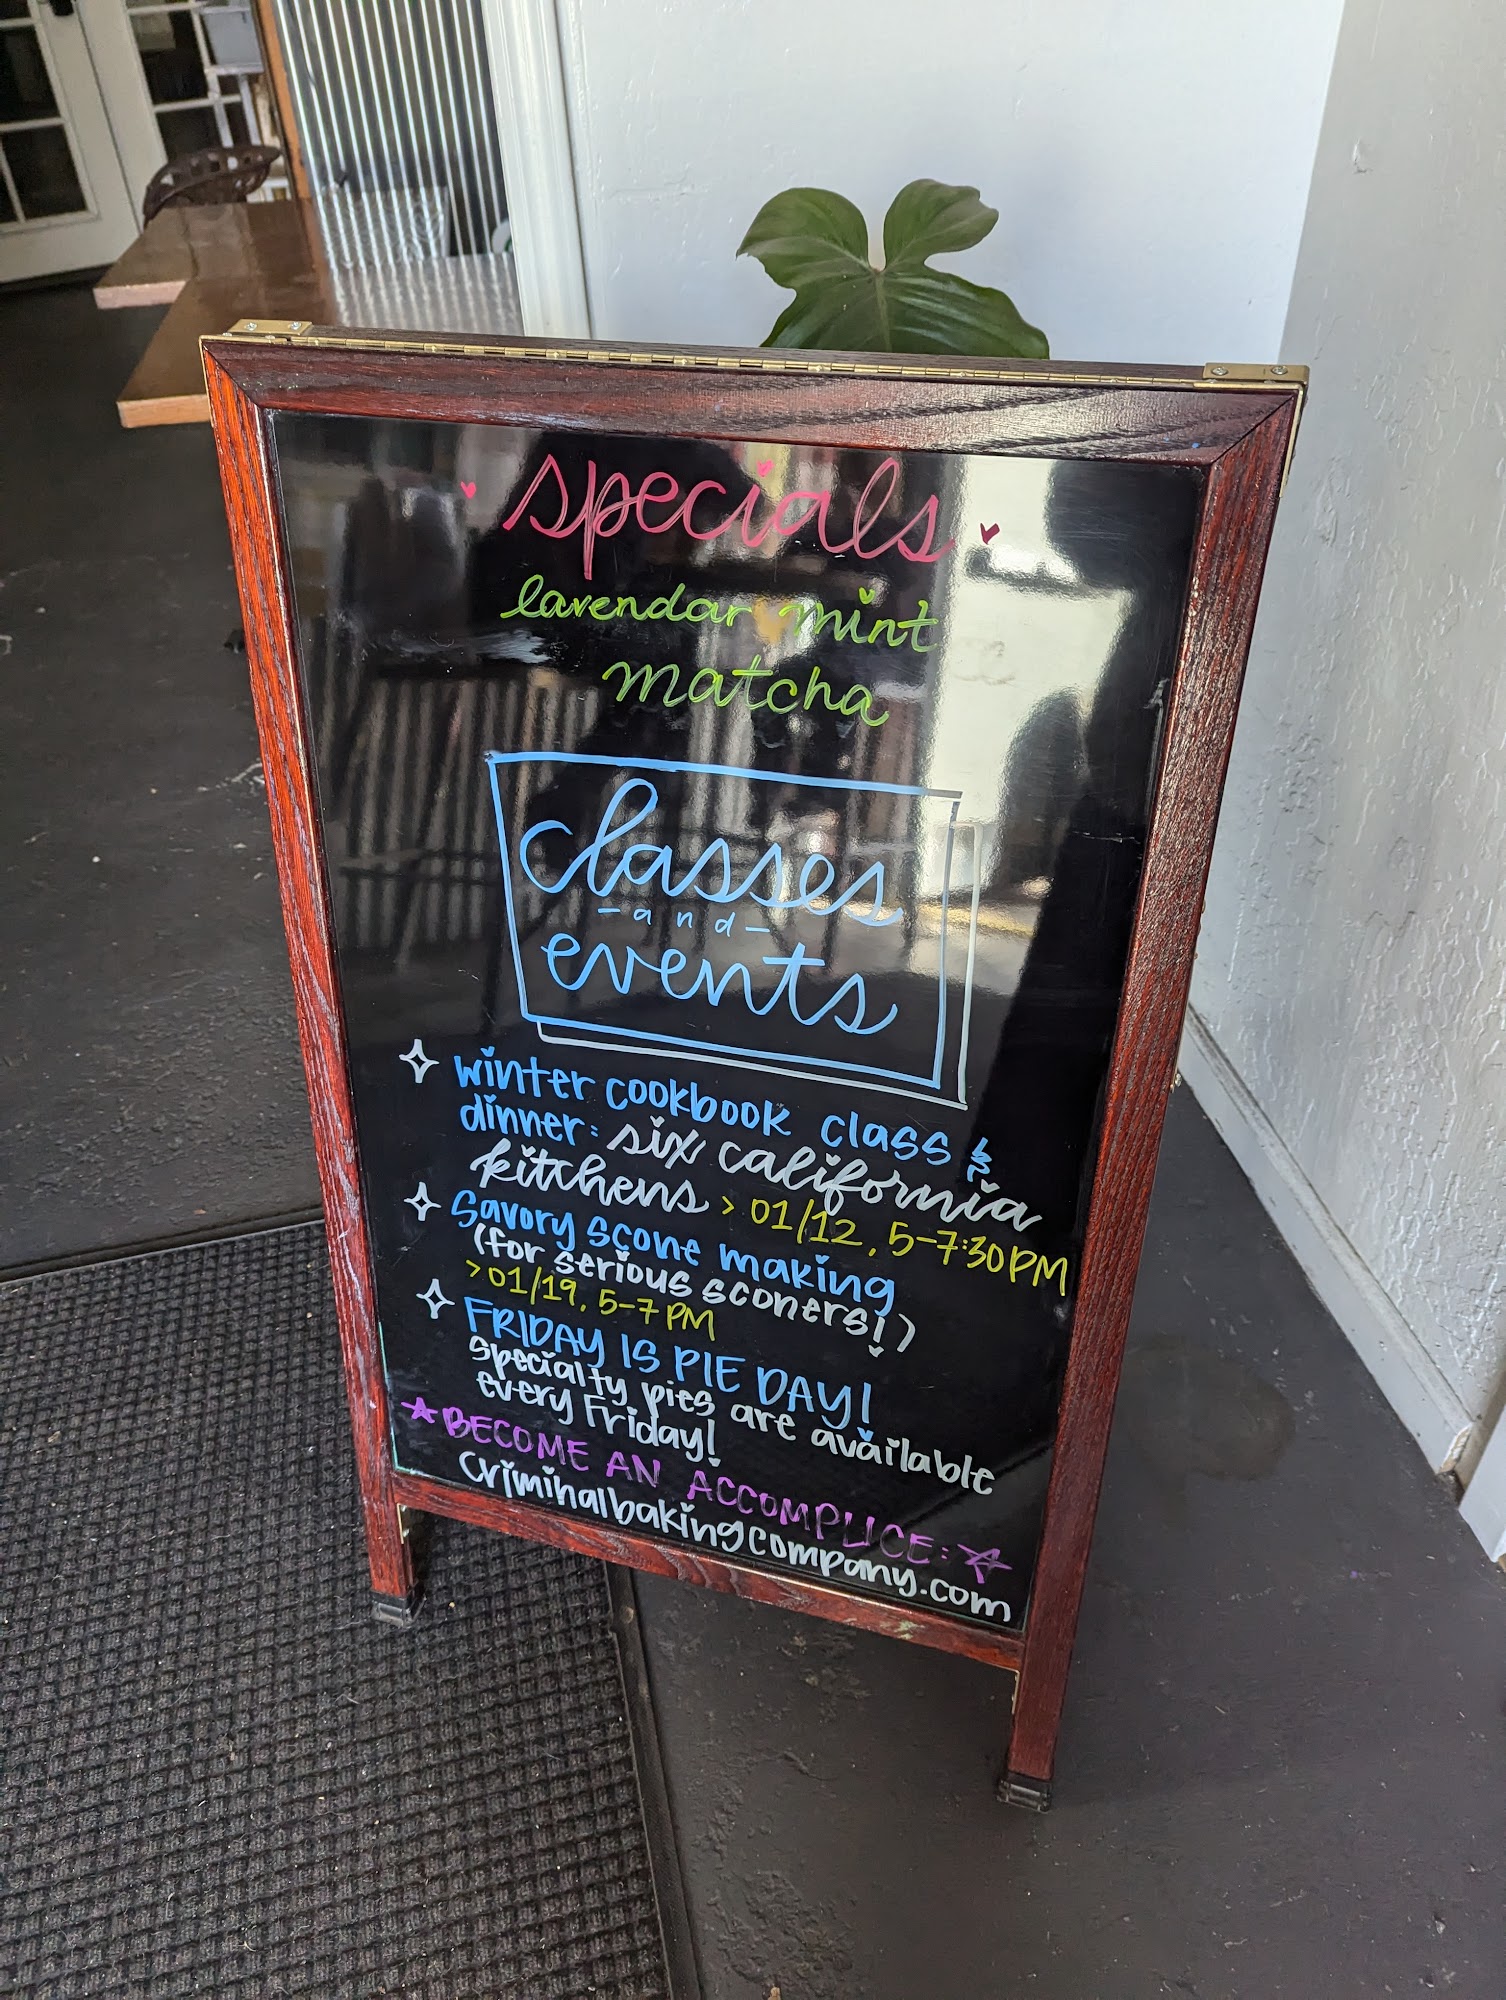 specials
lavendar mint
matcha
classes
-and-
events
winter cookbook class &
dinner: six california
kitchens > 01/12, 5-7:30PM
Savory scone making
(for serious sconers!)
> 01/19, 5-7 PM
FRIDAY IS PIE DAY!
specialty pies are available
every Friday!
BECOME AN ACCOMPLICE:
criminalbakingcompany.com